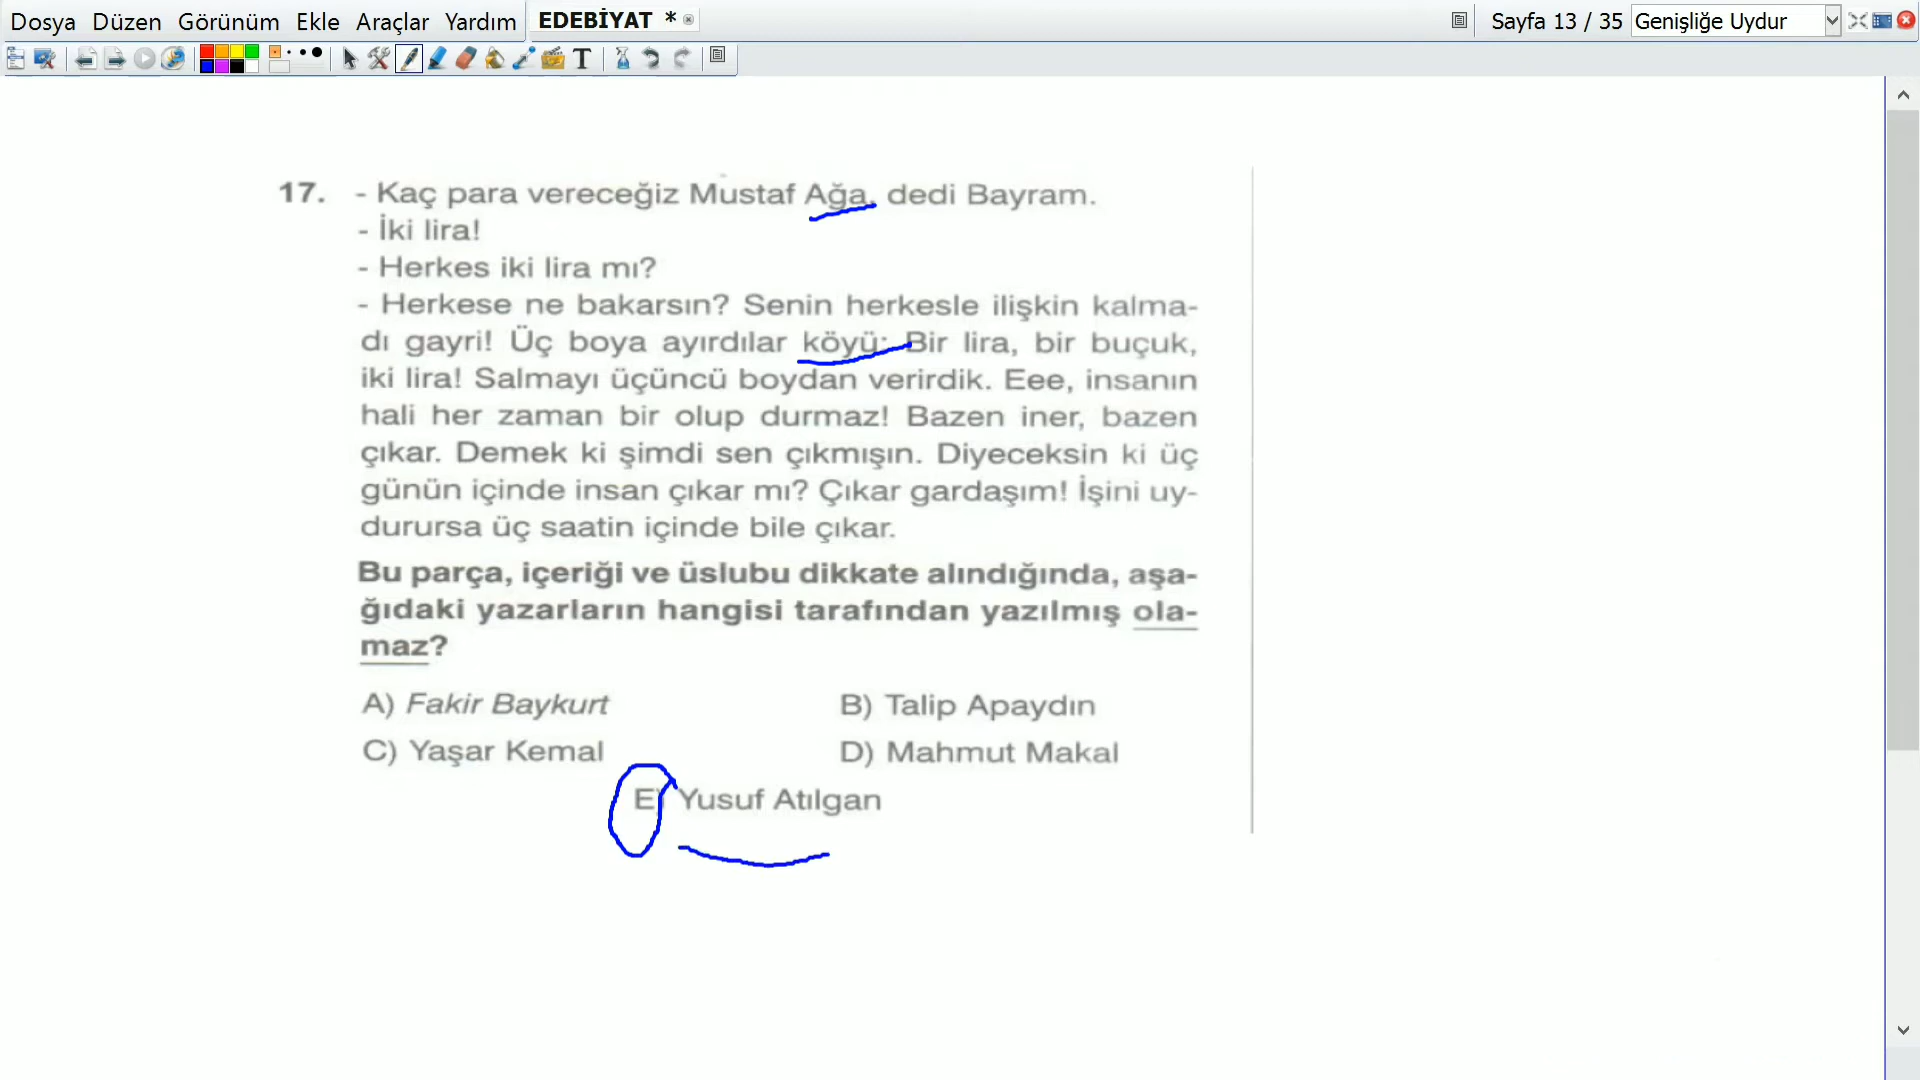 Dosya Düzen Görünüm Ekle Araçlar Yardım EDEBİYAT * Sayfa 13 / 35 Genişliğe Uydur
17. - Kaç para vereceğiz Mustaf Ağa, dedi Bayram.
- İki lira!
- Herkes iki lira mı?
- Herkese ne bakarsın? Senin herkesle ilişkin kalma-
dı gayri! Üç boya ayırdılar köyü: Bir lira, bir buçuk,
iki lira! Salmayı üçüncü boydan verirdik. Eee, insanın
hali her zaman bir olup durmaz! Bazen iner, bazen
çıkar. Demek ki şimdi sen çıkmışın. Diyeceksin ki üç
günün içinde insan çıkar mı? Çıkar gardaşım! İşini uy-
durursa üç saatin içinde bile çıkar.
Bu parça, içeriği ve üslubu dikkate alındığında, aşa-
ğıdaki yazarların hangisi tarafından yazılmış ola-
maz?
A) Fakir Baykurt B) Talip Apaydın
C) Yaşar Kemal D) Mahmut Makal
E) Yusuf Atılgan